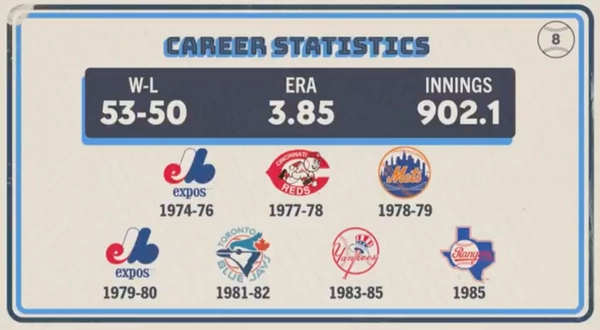 8
CAREER STATISTICS
W-L ERA INNINGS
53-50 3.85 902.1
expos CINCINNATI REDS Mets
1974-76 1977-78 1978-79
expos TORONTO BLUE JAYS Yankees Rangers
1979-80 1981-82 1983-85 1985